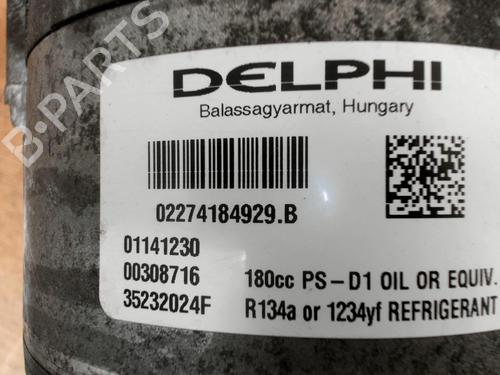 DELPHI
Balassagyarmat, Hungary
02274184929.B
01141230
00308716
35232024F
180cc PS-D1 OIL OR EQUIV.
R134a or 1234yf REFRIGERANT
B-PARTS